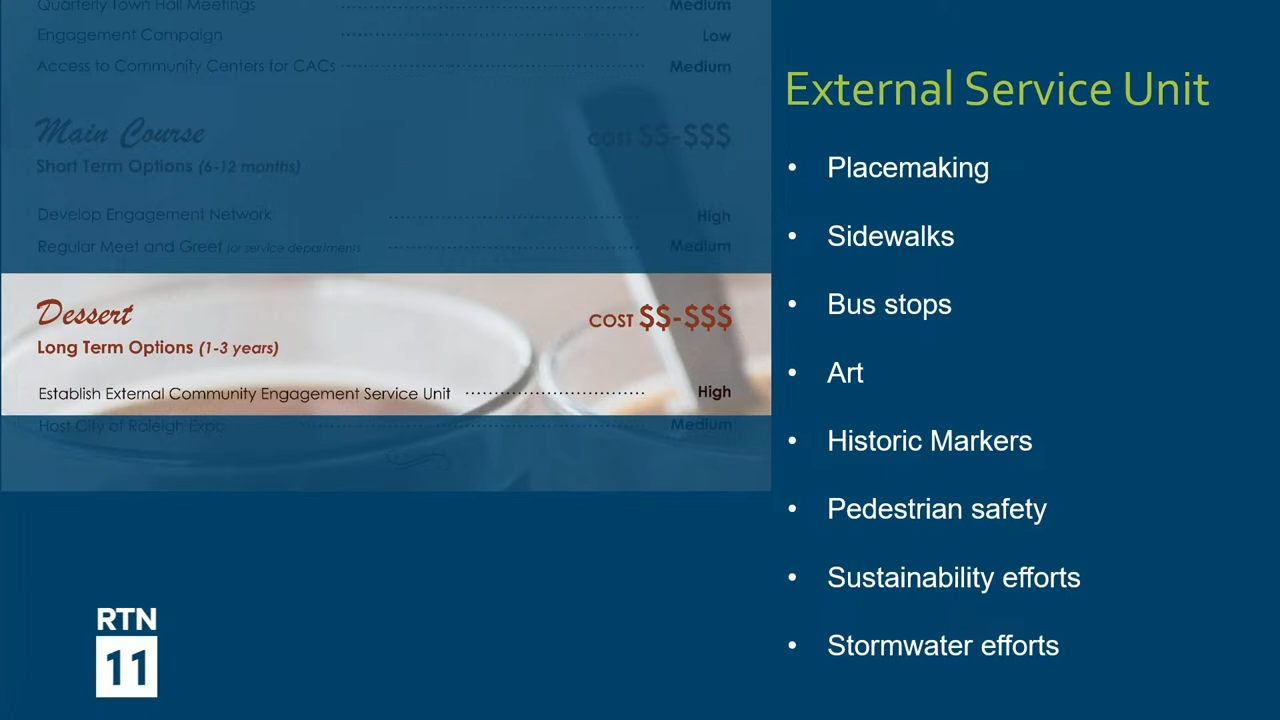 Quarterly Town Hall Meetings Medium
Engagement Campaign Low
Access to Community Centers for CACs Medium
Main Course COST $$-$$$
Short Term Options (6-12 months)
Develop Engagement Network High
Regular Meet and Greet for service departments Medium
Dessert COST $$-$$$
Long Term Options (1-3 years)
Establish External Community Engagement Service Unit High
Host City of Raleigh Expo Medium
External Service Unit
• Placemaking
• Sidewalks
• Bus stops
• Art
• Historic Markers
• Pedestrian safety
• Sustainability efforts
• Stormwater efforts
RTN
11